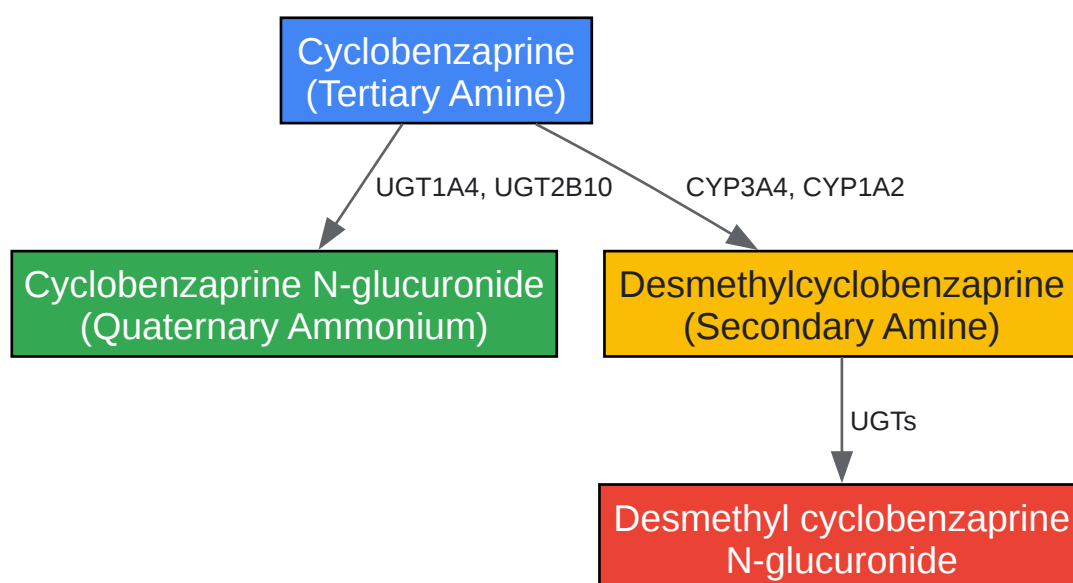 Cyclobenzaprine
(Tertiary Amine)
UGT1A4, UGT2B10
CYP3A4, CYP1A2
Cyclobenzaprine N-glucuronide
(Quaternary Ammonium)
Desmethylcyclobenzaprine
(Secondary Amine)
UGTs
Desmethyl cyclobenzaprine
N-glucuronide